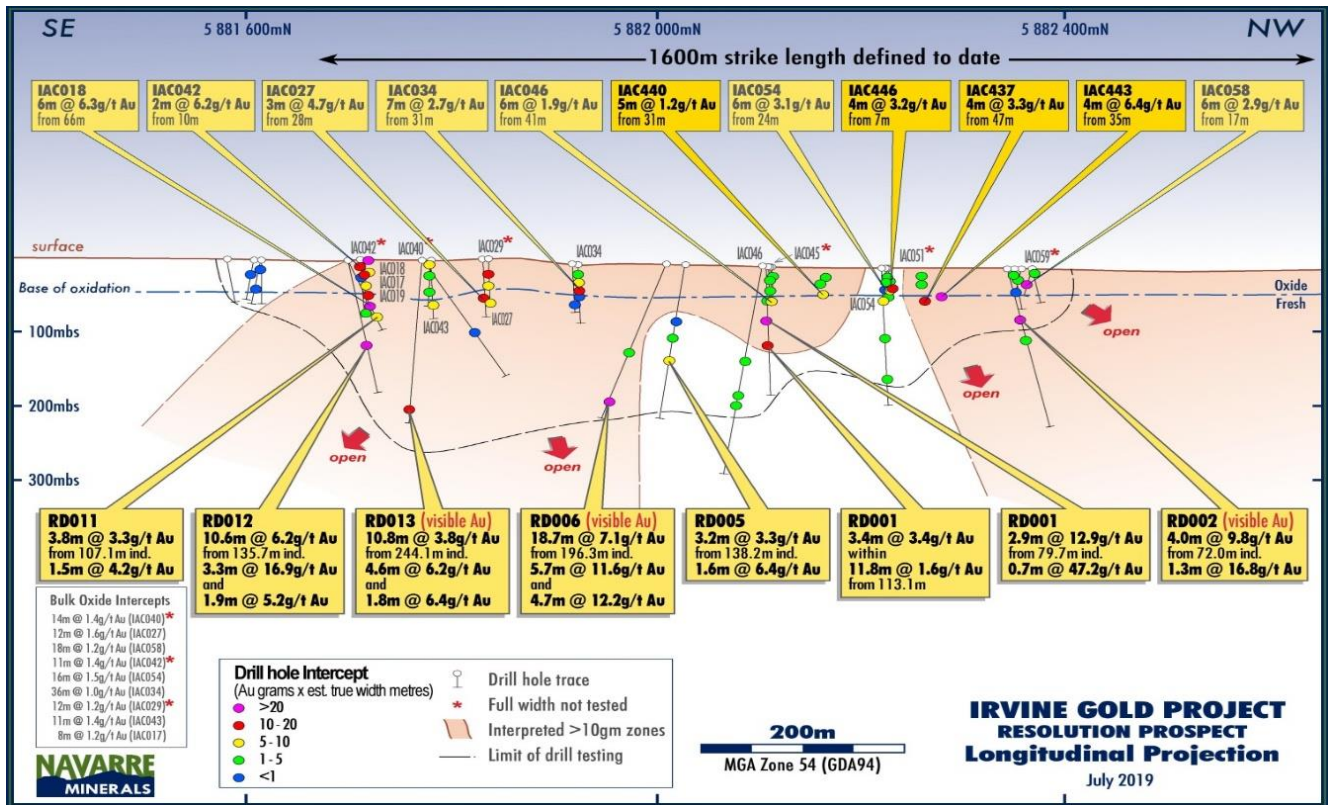 SE
5 881 600mN
5 882 000mN
5 882 400mN
NW
1600m strike length defined to date
IAC018
6m @ 6.3g/t Au
from 66m
IAC042
2m @ 6.2g/t Au
from 10m
IAC027
3m @ 4.7g/t Au
from 28m
IAC034
7m @ 2.7g/t Au
from 31m
IAC046
6m @ 1.9g/t Au
from 41m
IAC440
5m @ 1.2g/t Au
from 31m
IAC054
6m @ 3.1g/t Au
from 24m
IAC446
4m @ 3.2g/t Au
from 7m
IAC437
4m @ 3.3g/t Au
from 47m
IAC443
4m @ 6.4g/t Au
from 35m
IAC058
6m @ 2.9g/t Au
from 17m
surface
IAC042*
IAC040*
IAC029*
IAC034
IAC046
IAC045*
IAC051*
IAC059*
IAC018
IAC017
IAC019
Base of oxidation
Oxide
Fresh
IAC043
IAC027
IAC054
100mbs
200mbs
300mbs
open
open
open
open
RD011
3.8m @ 3.3g/t Au
from 107.1m ind.
1.5m @ 4.2g/t Au
RD012
10.6m @ 6.2g/t Au
from 135.7m ind.
3.3m @ 16.9g/t Au
and
1.9m @ 5.2g/t Au
RD013 (visible Au)
10.8m @ 3.8g/t Au
from 244.1m ind.
4.6m @ 6.2g/t Au
and
1.8m @ 6.4g/t Au
RD006 (visible Au)
18.7m @ 7.1g/t Au
from 196.3m ind.
5.7m @ 11.6g/t Au
and
4.7m @ 12.2g/t Au
RD005
3.2m @ 3.3g/t Au
from 138.2m ind.
1.6m @ 6.4g/t Au
RD001
3.4m @ 3.4g/t Au
within
11.8m @ 1.6g/t Au
from 113.1m
RD001
2.9m @ 12.9g/t Au
from 79.7m ind.
0.7m @ 47.2g/t Au
RD002 (visible Au)
4.0m @ 9.8g/t Au
from 72.0m ind.
1.3m @ 16.8g/t Au
Bulk Oxide Intercepts
14m @ 1.4g/t Au (IAC040)*
12m @ 1.6g/t Au (IAC027)
18m @ 1.2g/t Au (IAC058)
11m @ 1.4g/t Au (IAC042)*
16m @ 1.5g/t Au (IAC054)
36m @ 1.0g/t Au (IAC034)
12m @ 1.2g/t Au (IAC029)*
11m @ 1.4g/t Au (IAC043)
8m @ 1.2g/t Au (IAC017)
NAVARRE
MINERALS
Drill hole Intercept
(Au grams x est. true width metres)
>20
10 - 20
5 - 10
1 - 5
<1
Drill hole trace
* Full width not tested
Interpreted >10gm zones
Limit of drill testing
200m
MGA Zone 54 (GDA94)
IRVINE GOLD PROJECT
RESOLUTION PROSPECT
Longitudinal Projection
July 2019